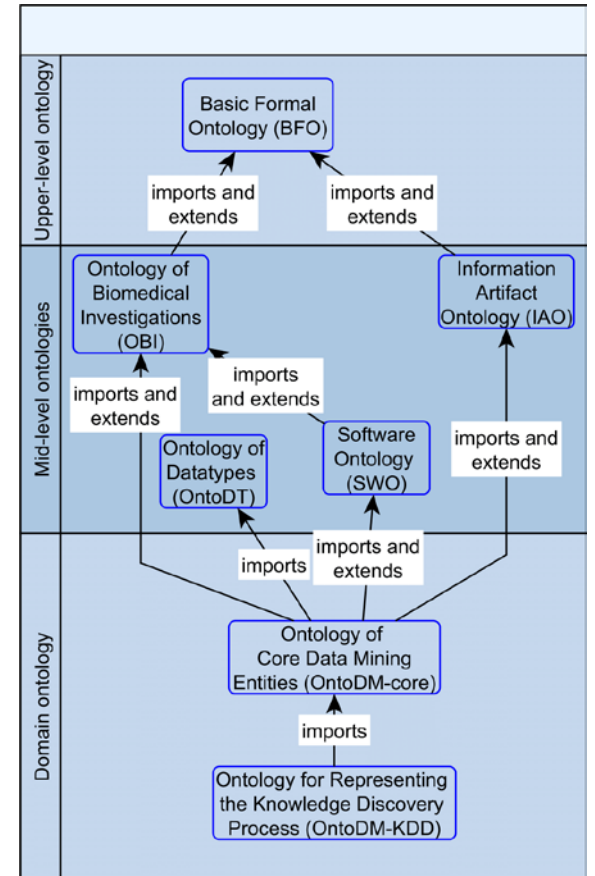 Upper-level ontology
Basic Formal
Ontology (BFO)
imports and
extends
imports and
extends
Mid-level ontologies
Ontology of
Biomedical
Investigations
(OBI)
Information
Artifact
Ontology (IAO)
imports
and extends
imports and
extends
Ontology of
Datatypes
(OntoDT)
Software
Ontology
(SWO)
imports and
extends
imports
imports and
extends
Domain ontology
Ontology of
Core Data Mining
Entities (OntoDM-core)
imports
Ontology for Representing
the Knowledge Discovery
Process (OntoDM-KDD)